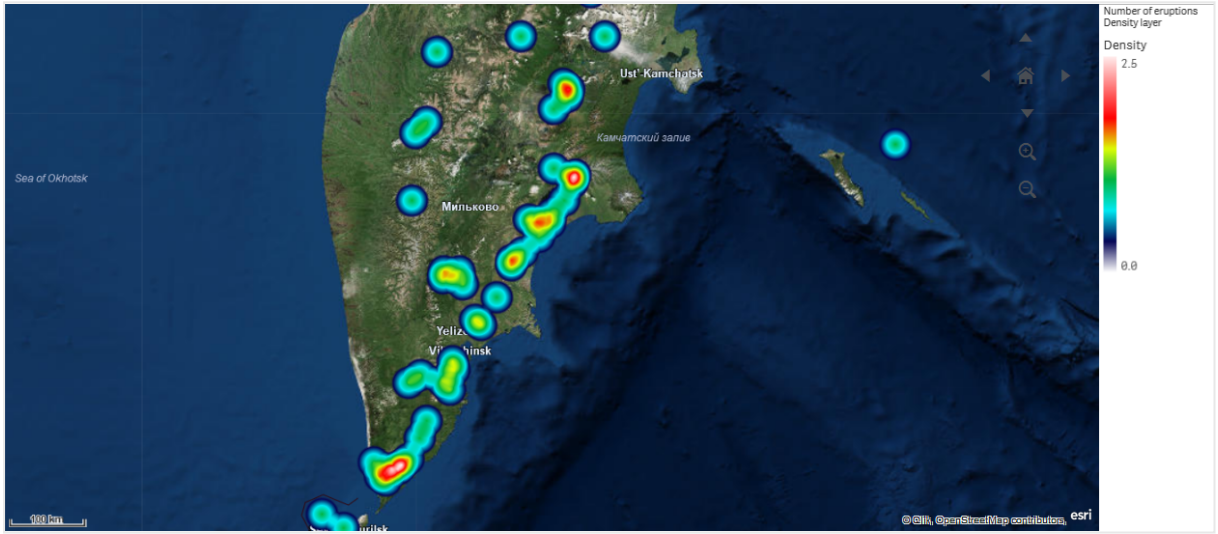 Number of eruptions
Density layer
Density
2.5
0.0
Ust'-Kamchatsk
Камчатский залив
Sea of Okhotsk
Мильково
Yelizo
100 km
© Qlik, OpenStreetMap contributors,
esri